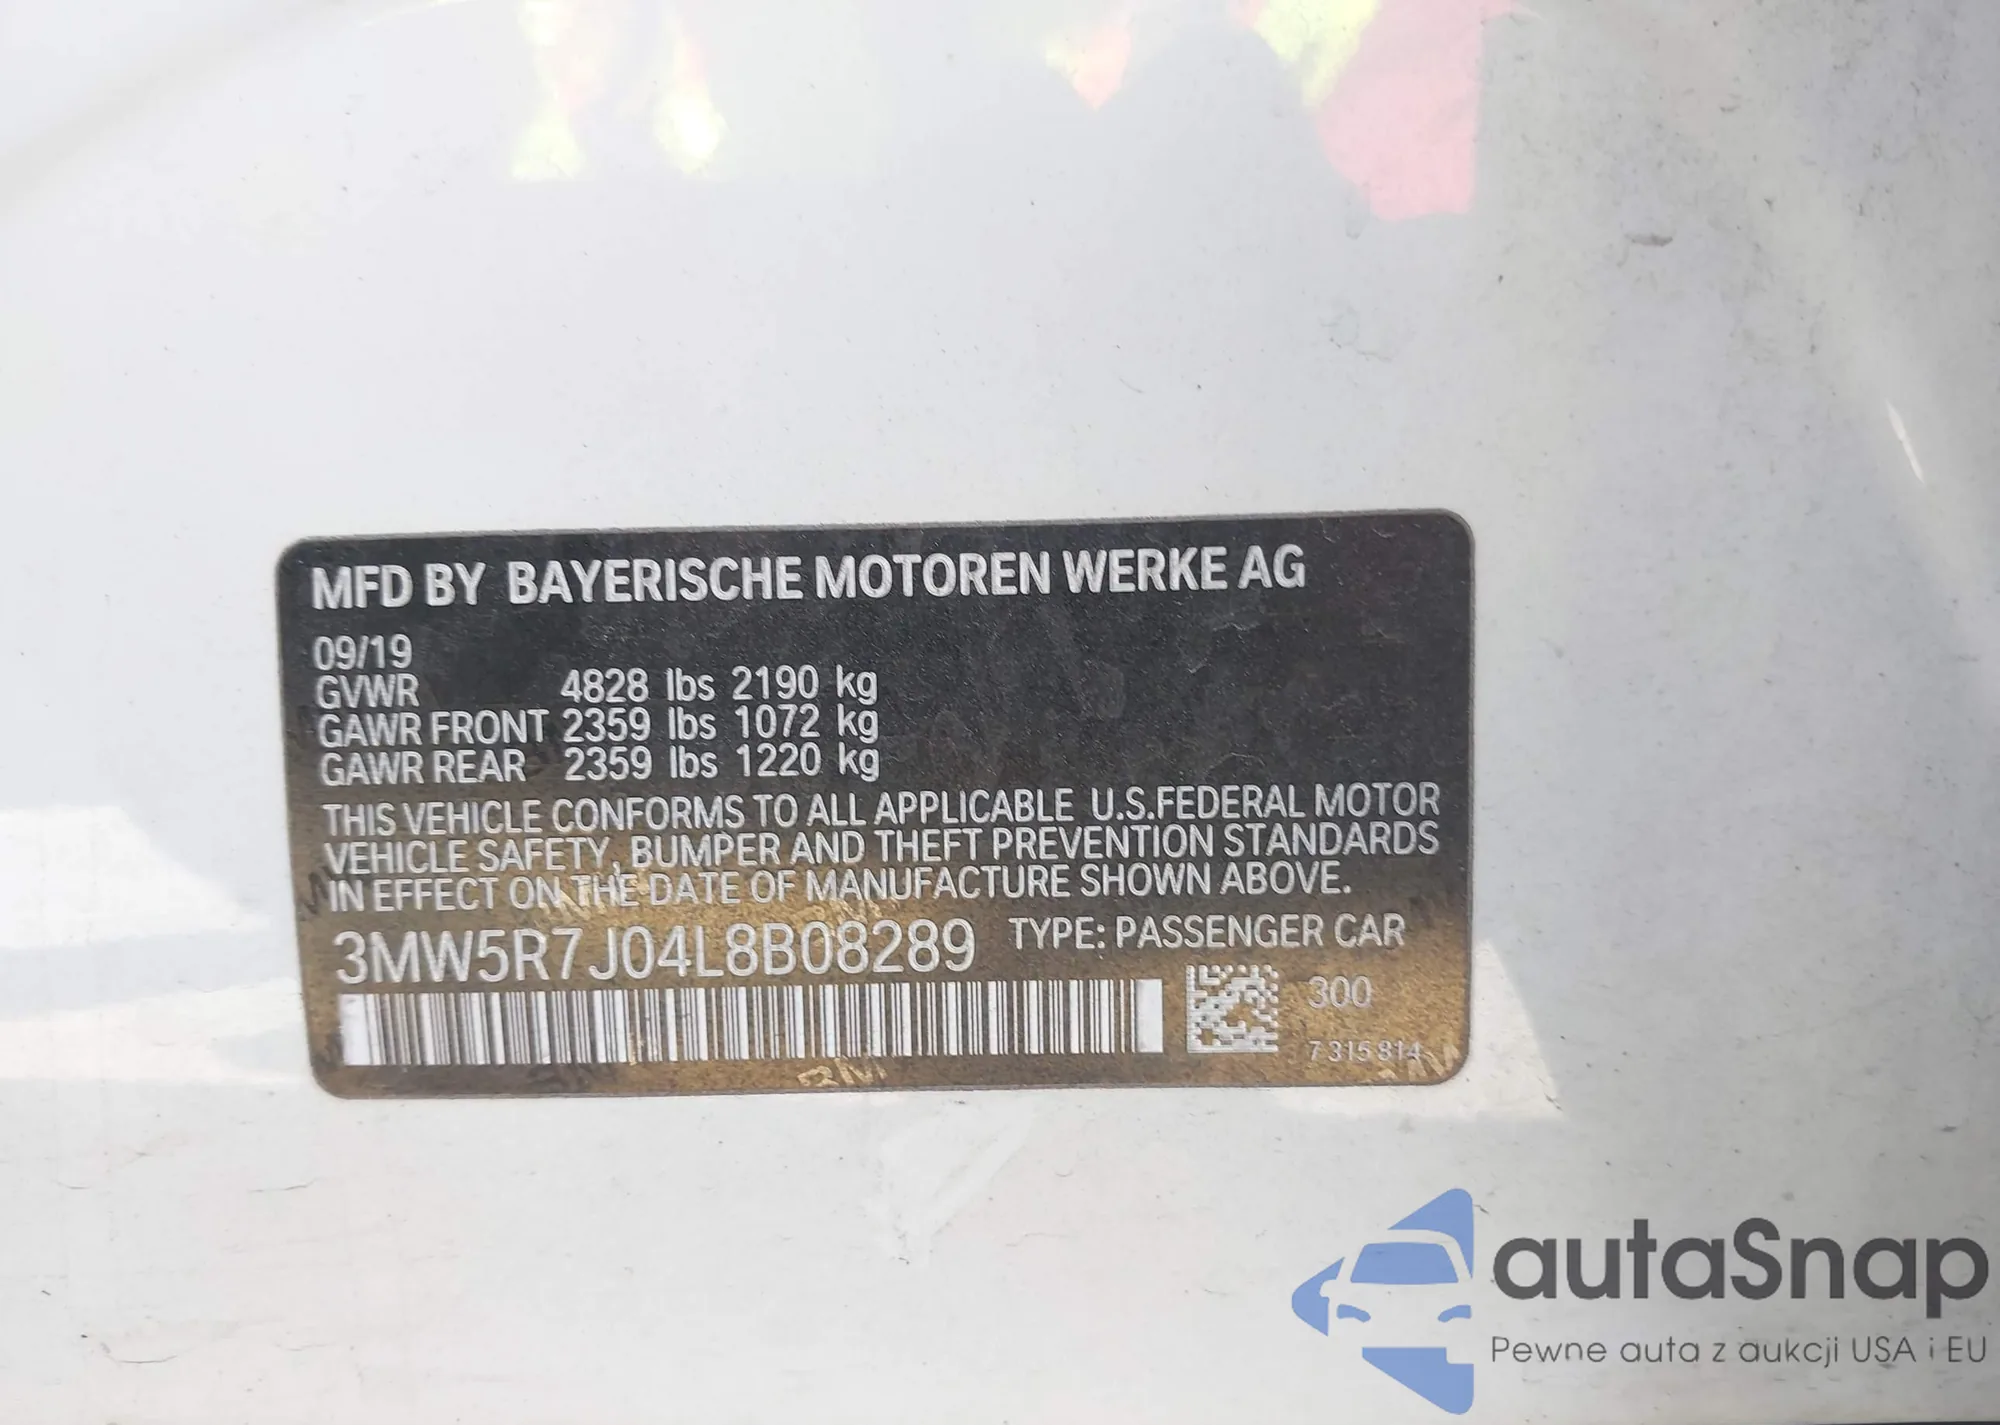 MFD BY BAYERISCHE MOTOREN WERKE AG
09/19
GVWR 4828 lbs 2190 kg
GAWR FRONT 2359 lbs 1072 kg
GAWR REAR 2359 lbs 1220 kg
THIS VEHICLE CONFORMS TO ALL APPLICABLE U.S.FEDERAL MOTOR
VEHICLE SAFETY, BUMPER AND THEFT PREVENTION STANDARDS
IN EFFECT ON THE DATE OF MANUFACTURE SHOWN ABOVE.
3MW5R7J04L8B08289 TYPE: PASSENGER CAR
300
7315814
autaSnap
Pewne auta z aukcji USA i EU